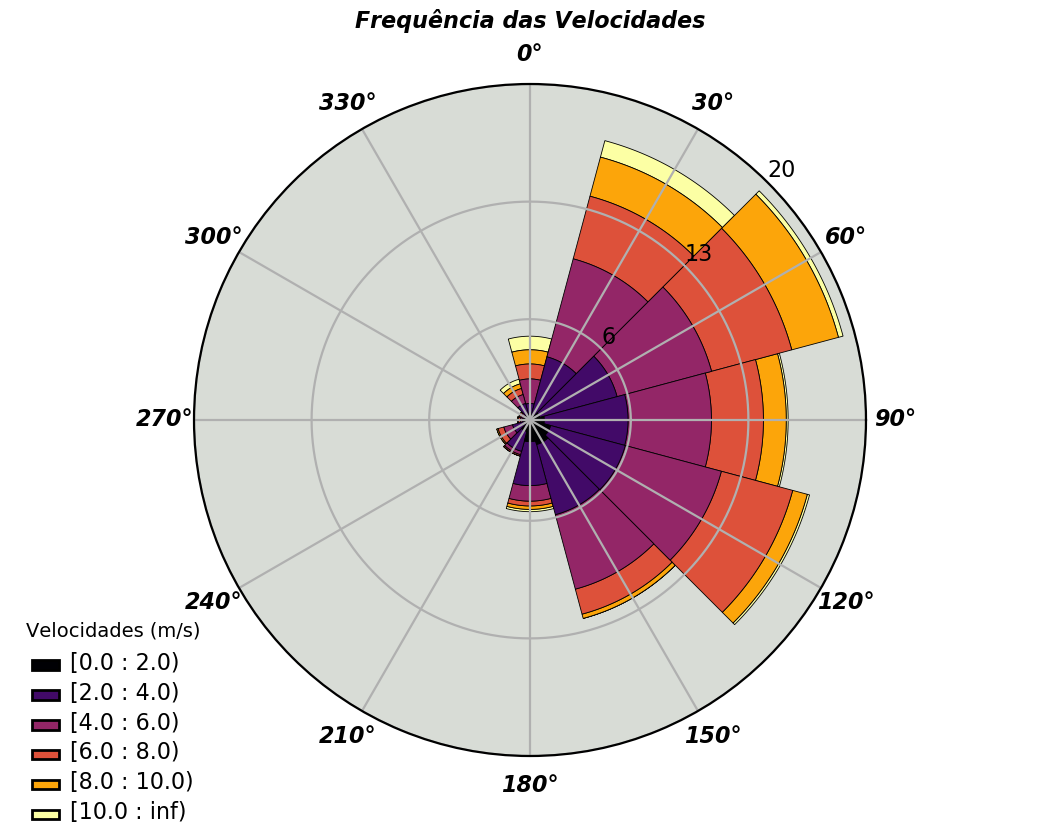 Frequência das Velocidades
0°
330°
30°
20
300°
60°
13
6
270°
90°
240°
120°
210°
150°
180°
Velocidades (m/s)
[0.0 : 2.0)
[2.0 : 4.0)
[4.0 : 6.0)
[6.0 : 8.0)
[8.0 : 10.0)
[10.0 : inf)